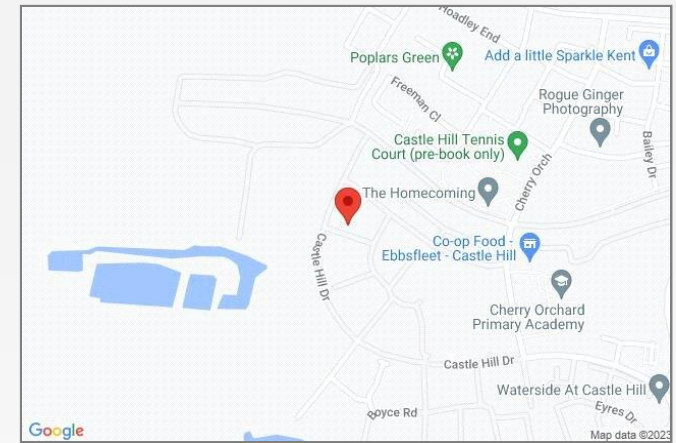 Hoadley End
Poplars Green
Add a little Sparkle Kent
Freeman Cl
Rogue Ginger
Photography
Castle Hill Tennis
Court (pre-book only)
Bailey Dr
Cherry Orch
The Homecoming
Castle Hill Dr
Co-op Food -
Ebbsfleet - Castle Hill
Cherry Orchard
Primary Academy
Castle Hill Dr
Waterside At Castle Hill
Boyce Rd
Eyres Dr
Google
Map data ©2023